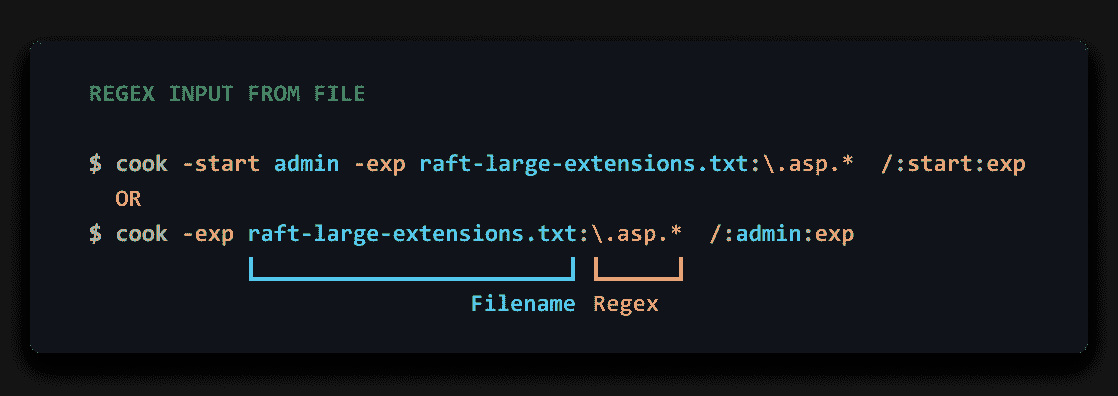 REGEX INPUT FROM FILE
$ cook -start admin -exp raft-large-extensions.txt:\.asp.*  /:start:exp
OR
$ cook -exp raft-large-extensions.txt:\.asp.*  /:admin:exp
Filename Regex